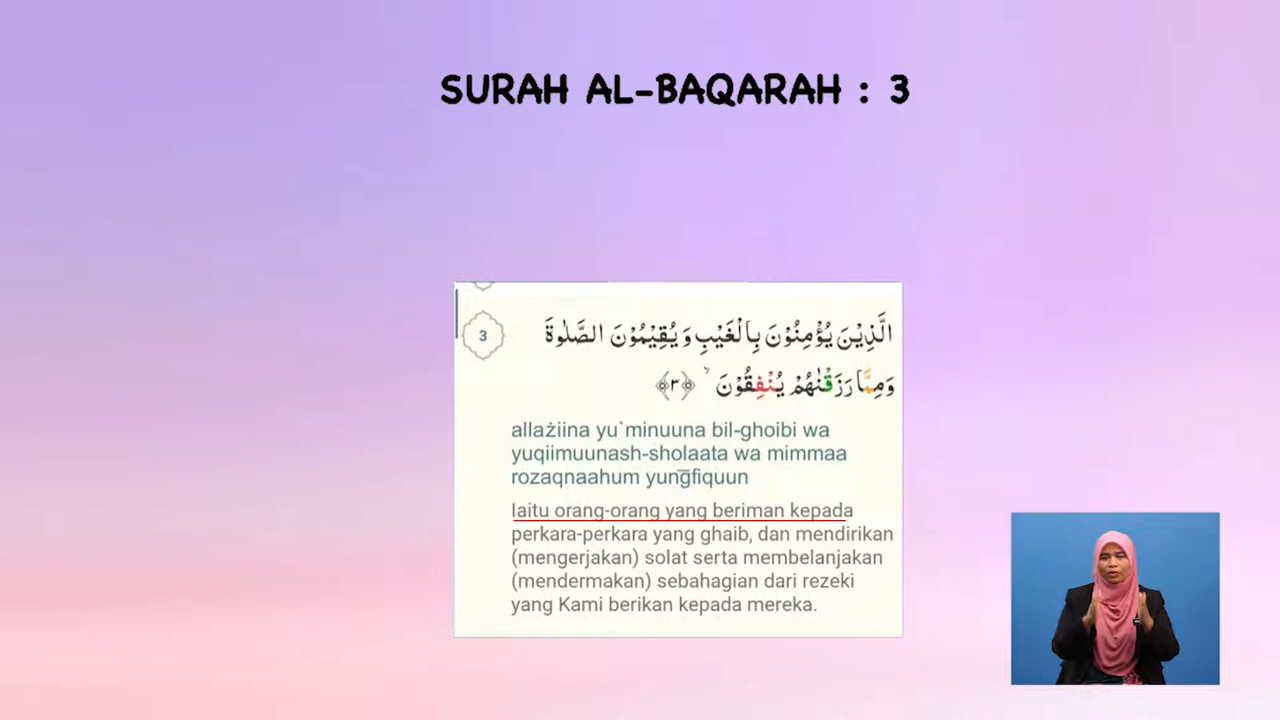 SURAH AL-BAQARAH : 3
3
الَّذِيْنَ يُؤْمِنُوْنَ بِالْغَيْبِ وَ يُقِيْمُوْنَ الصَّلٰوةَ
وَمِمَّا رَزَقْنٰهُمْ يُنْفِقُوْنَ ۙ ﴿٣﴾
allażiina yu`minuuna bil-ghoibi wa
yuqiimuunash-sholaata wa mimmaa
rozaqnaahum yung̅fiquun
Iaitu orang-orang yang beriman kepada
perkara-perkara yang ghaib, dan mendirikan
(mengerjakan) solat serta membelanjakan
(mendermakan) sebahagian dari rezeki
yang Kami berikan kepada mereka.